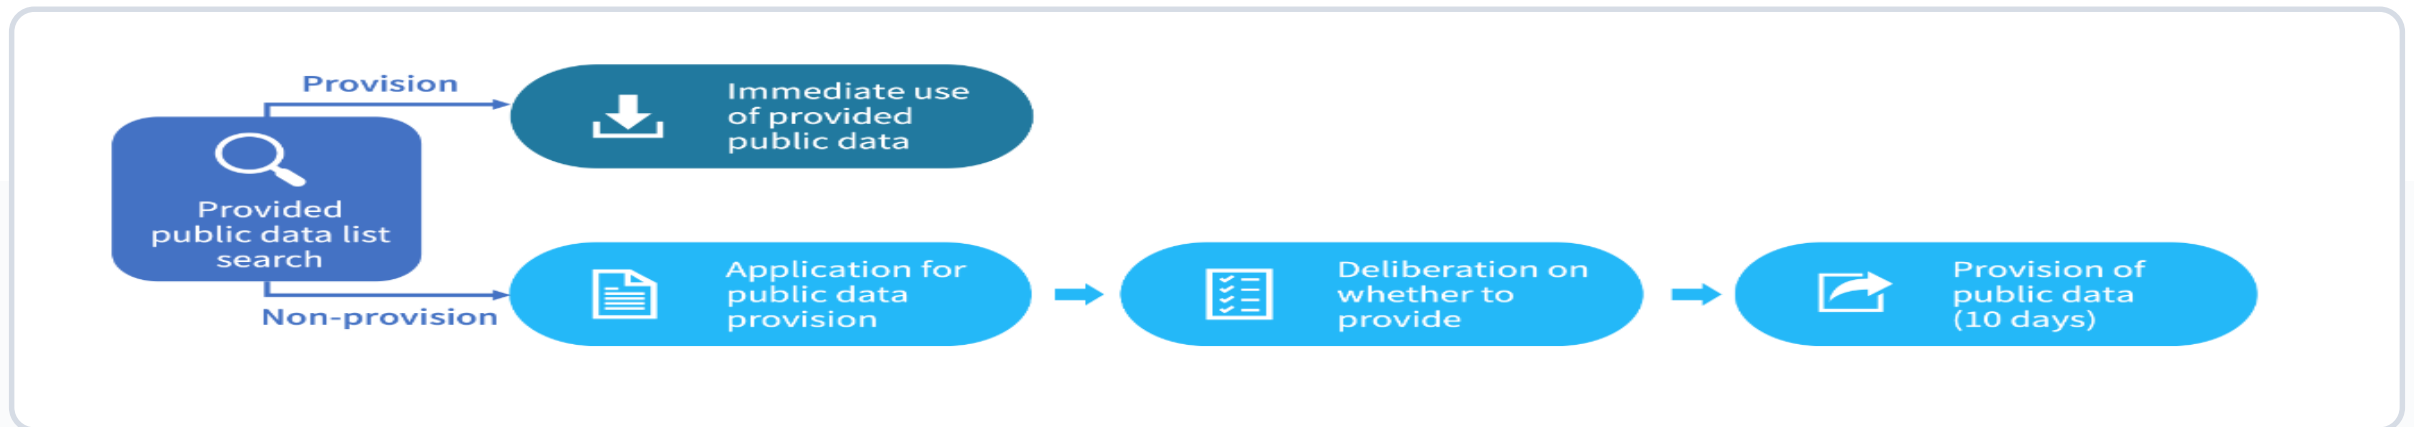 Provision
Immediate use
of provided
public data
Provided
public data list
search
Non-provision
Application for
public data
provision
Deliberation on
whether to
provide
Provision of
public data
(10 days)